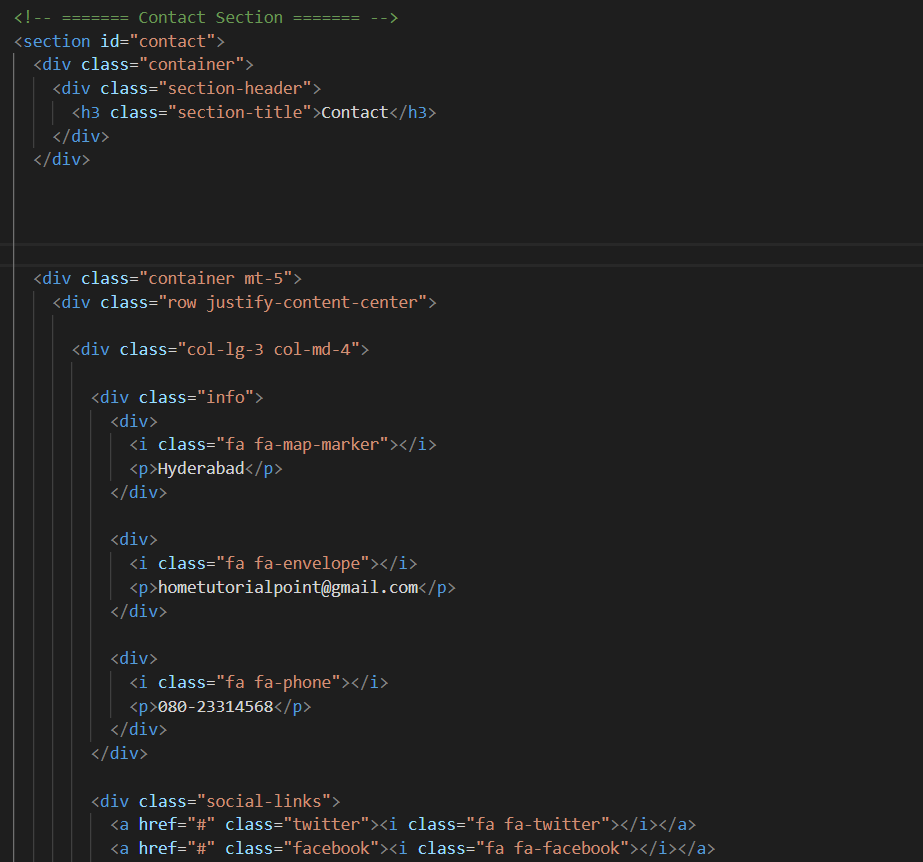 <!-- ======= Contact Section ======= -->
<section id="contact">
<div class="container">
<div class="section-header">
<h3 class="section-title">Contact</h3>
</div>
</div>
<div class="container mt-5">
<div class="row justify-content-center">
<div class="col-lg-3 col-md-4">
<div class="info">
<div>
<i class="fa fa-map-marker"></i>
<p>Hyderabad</p>
</div>
<div>
<i class="fa fa-envelope"></i>
<p>hometutorialpoint@gmail.com</p>
</div>
<div>
<i class="fa fa-phone"></i>
<p>080-23314568</p>
</div>
</div>
<div class="social-links">
<a href="#" class="twitter"><i class="fa fa-twitter"></i></a>
<a href="#" class="facebook"><i class="fa fa-facebook"></i></a>